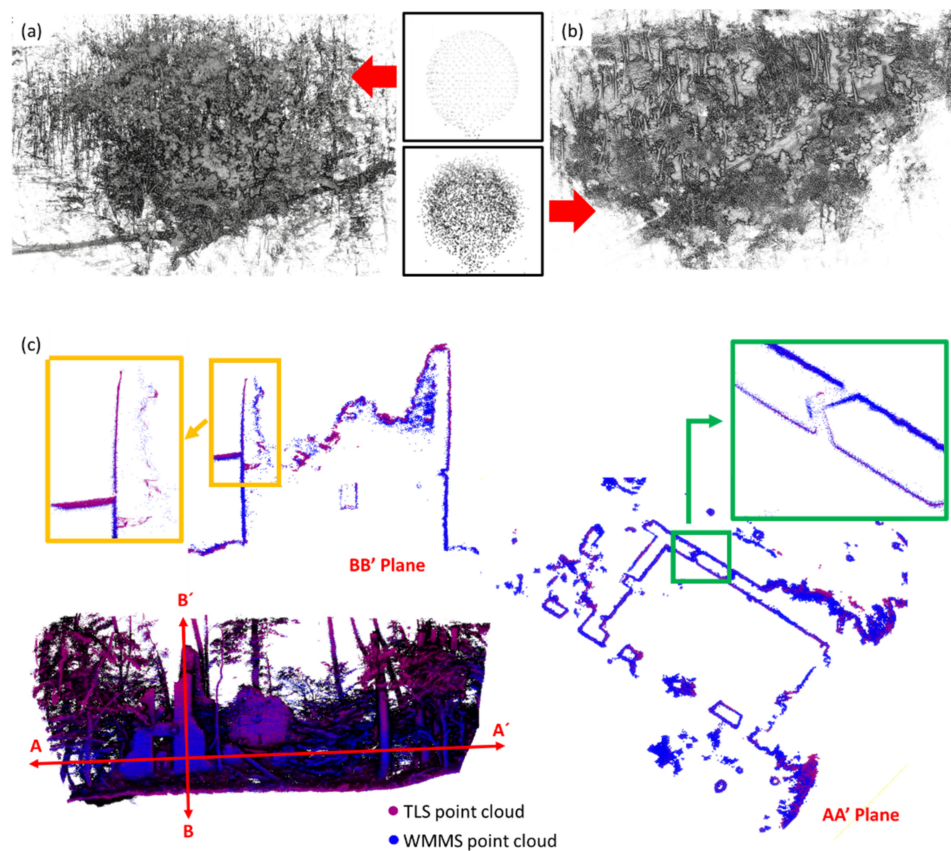 (a)
(b)
(c)
BB' Plane
B´
A
A´
B
TLS point cloud
WMMS point cloud
AA' Plane